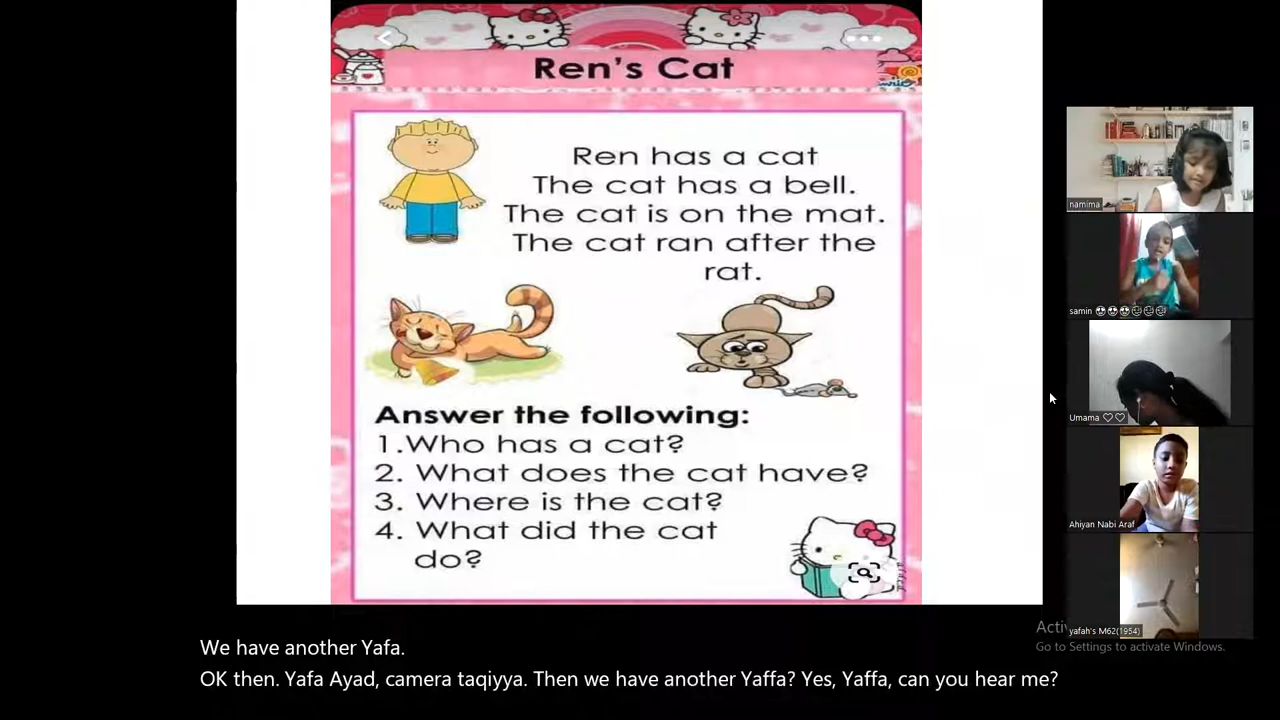 Ren's Cat
Ren has a cat
The cat has a bell.
The cat is on the mat.
The cat ran after the
rat.
Answer the following:
1.Who has a cat?
2. What does the cat have?
3. Where is the cat?
4. What did the cat
do?
namima
samin
Umama
Ahiyan Nabi Araf
yafah's M62(1954)
Go to Settings to activate Windows.
We have another Yafa.
OK then. Yafa Ayad, camera taqiyya. Then we have another Yaffa? Yes, Yaffa, can you hear me?